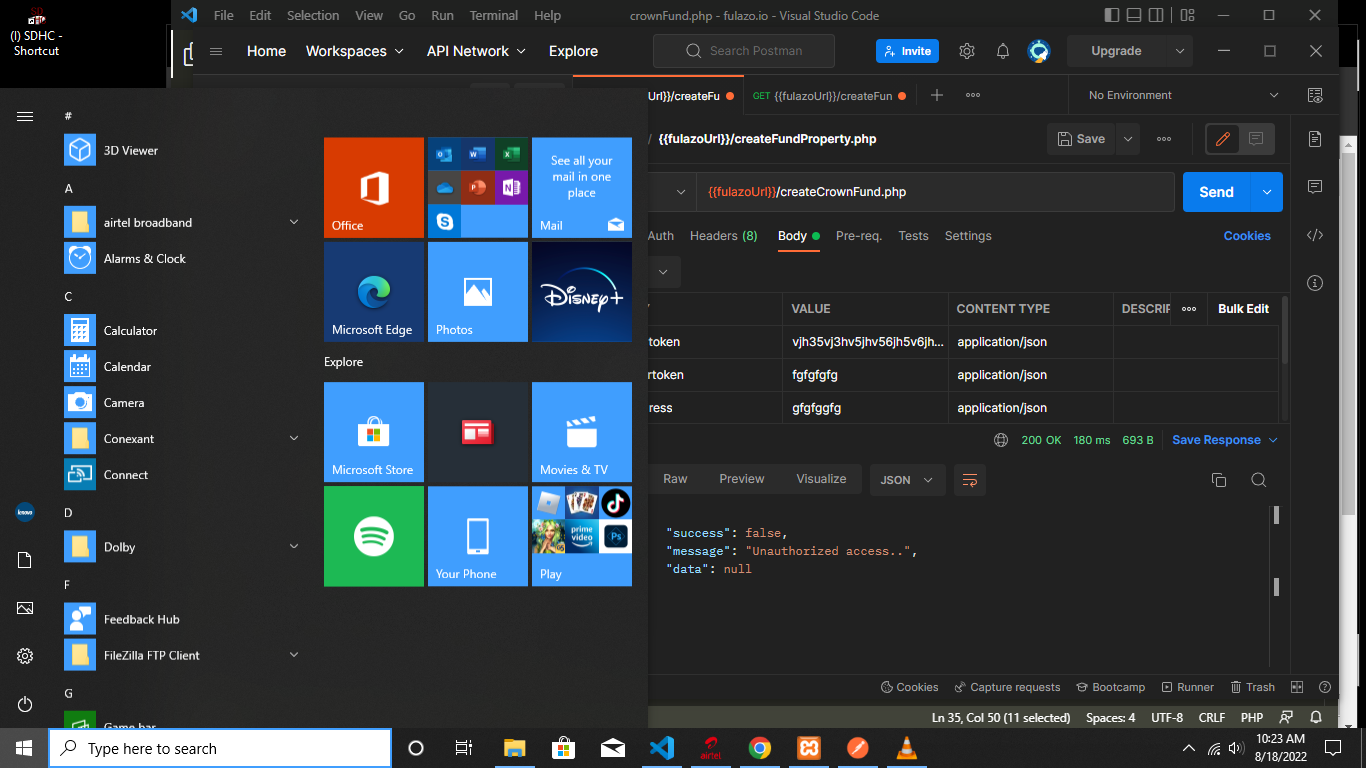 (I) SDHC -
Shortcut
File Edit Selection View Go Run Terminal Help
crownFund.php - fulazo.io - Visual Studio Code
Home Workspaces API Network Explore
Search Postman
Invite
Upgrade
Url}}/createFu
GET {{fulazoUrl}}/createFun
No Environment
/ {{fulazoUrl}}/createFundProperty.php
Save
{{fulazoUrl}}/createCrownFund.php
Send
Auth Headers (8) Body Pre-req. Tests Settings
Cookies
VALUE CONTENT TYPE DESCRIP Bulk Edit
token vjh35vj3hv5jhv56jh5v6jh... application/json
rtoken fgfgfgfg application/json
ress gfgfggfg application/json
200 OK 180 ms 693 B Save Response
Raw Preview Visualize JSON
"success": false,
"message": "Unauthorized access..",
"data": null
Cookies Capture requests Bootcamp Runner Trash
Ln 35, Col 50 (11 selected) Spaces: 4 UTF-8 CRLF PHP
#
3D Viewer
A
airtel broadband
Alarms & Clock
C
Calculator
Calendar
Camera
Conexant
Connect
D
Dolby
F
Feedback Hub
FileZilla FTP Client
G
Game bar
lenovo
Office
See all your
mail in one
place
Mail
Microsoft Edge
Photos
Disney+
Explore
Microsoft Store
Movies & TV
Your Phone
prime
video
Ps
Play
Type here to search
airtel
10:23 AM
8/18/2022